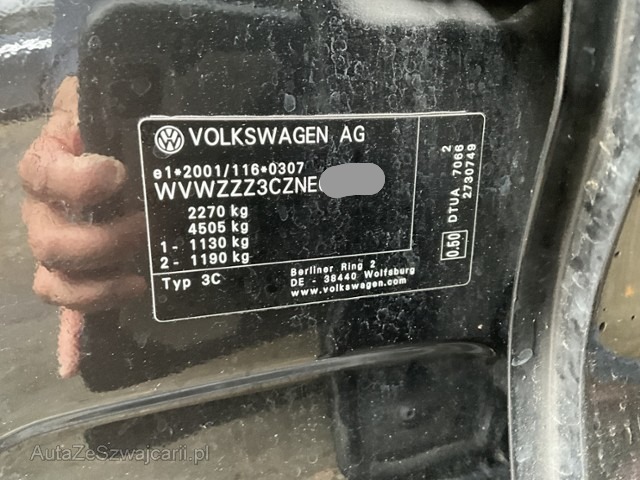 VOLKSWAGEN AG
e1*2001/116*0307
WVWZZZ3CZNE
2270 kg
4505 kg
1 - 1130 kg
2 - 1190 kg
Typ 3C
Berliner Ring 2
DE - 38440 Wolfsburg
www.volkswagen.com
0.50 DTUA 7066 2
2730749
AutaZeSzwajcarii.pl